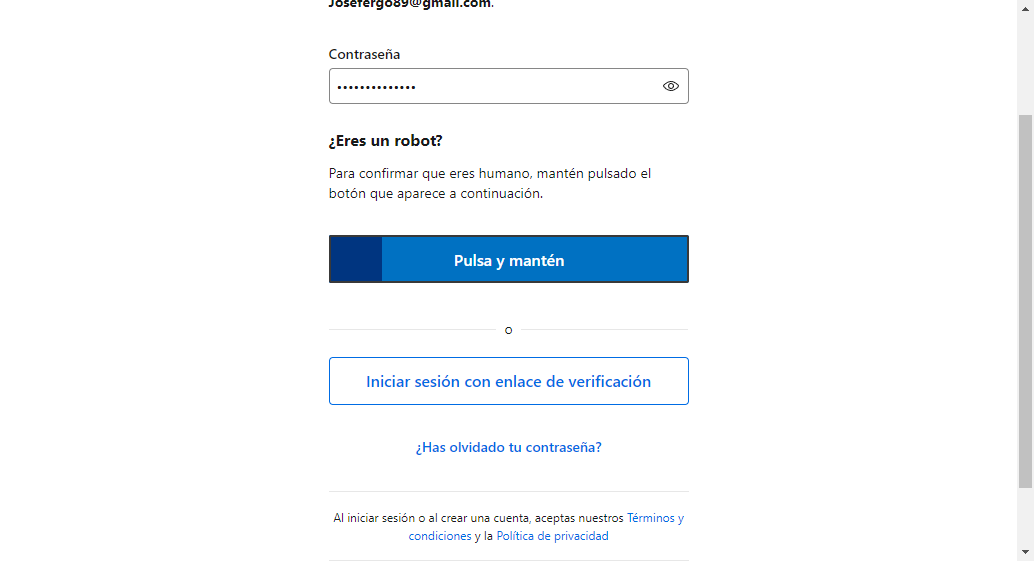 Josefergo89@gmail.com.
Contraseña
••••••••••••••
¿Eres un robot?
Para confirmar que eres humano, mantén pulsado el
botón que aparece a continuación.
Pulsa y mantén
o
Iniciar sesión con enlace de verificación
¿Has olvidado tu contraseña?
Al iniciar sesión o al crear una cuenta, aceptas nuestros Términos y
condiciones y la Política de privacidad